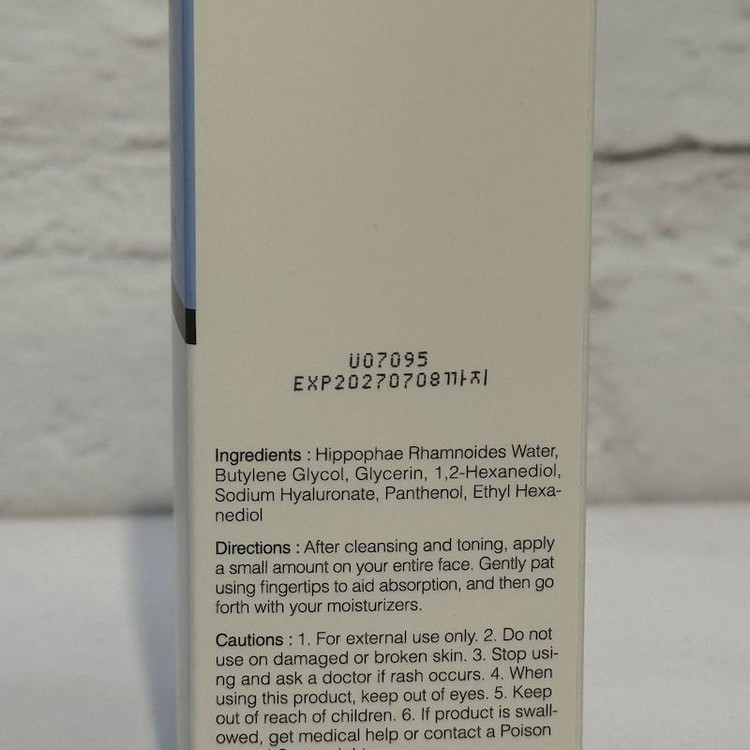 U07095
EXP20270708까지
Ingredients : Hippophae Rhamnoides Water,
Butylene Glycol, Glycerin, 1,2-Hexanediol,
Sodium Hyaluronate, Panthenol, Ethyl Hexa-
nediol
Directions : After cleansing and toning, apply
a small amount on your entire face. Gently pat
using fingertips to aid absorption, and then go
forth with your moisturizers.
Cautions : 1. For external use only. 2. Do not
use on damaged or broken skin. 3. Stop usi-
ng and ask a doctor if rash occurs. 4. When
using this product, keep out of eyes. 5. Keep
out of reach of children. 6. If product is swall-
owed, get medical help or contact a Poison